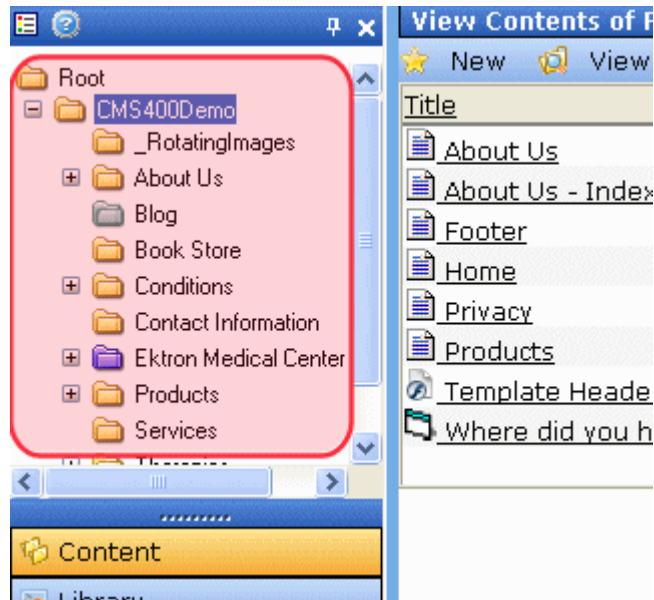 Root
CMS400Demo
_RotatingImages
About Us
Blog
Book Store
Conditions
Contact Information
Ektron Medical Center
Products
Services
Content
Library
View Contents of F
New View
Title
About Us
About Us - Index
Footer
Home
Privacy
Products
Template Heade
Where did you h